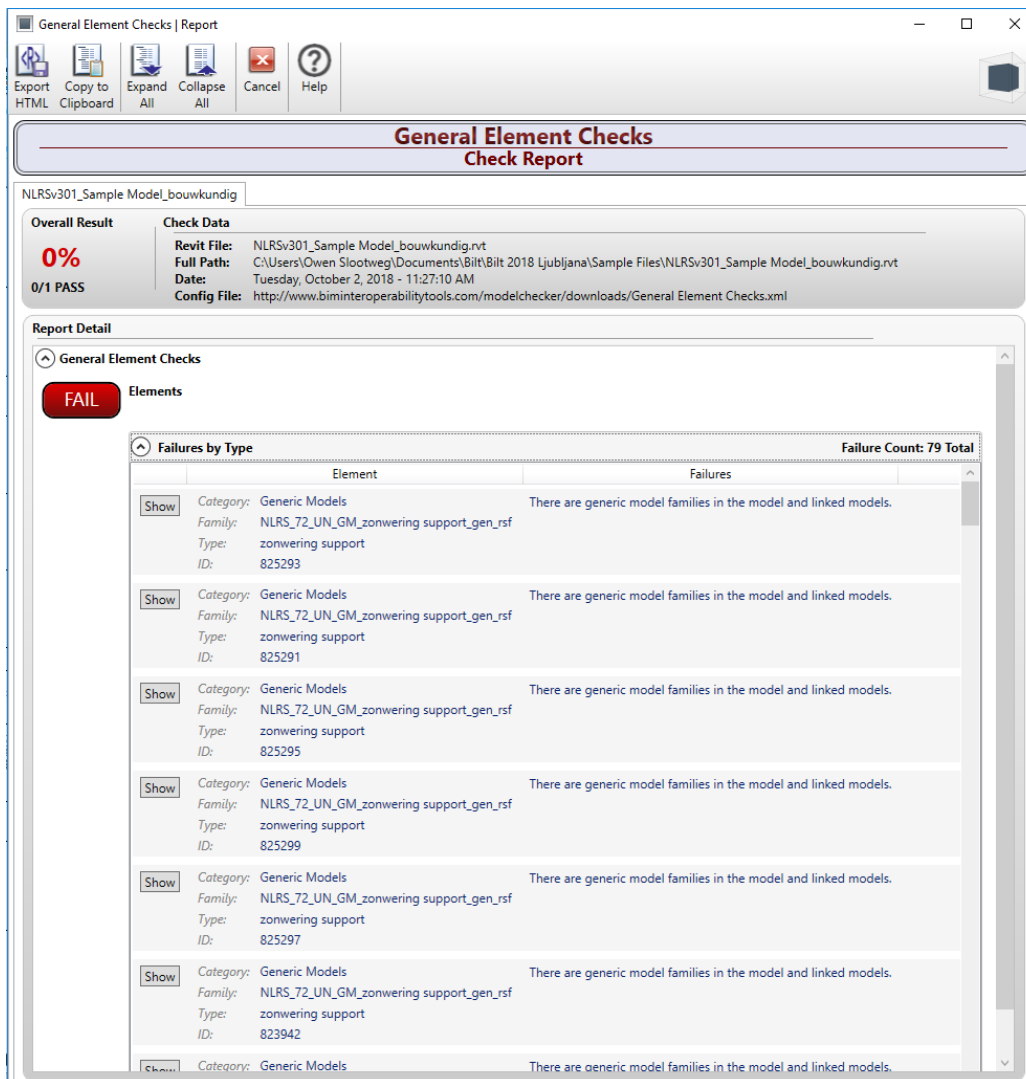 General Element Checks | Report
Export HTML
Copy to Clipboard
Expand All
Collapse All
Cancel
Help
General Element Checks
Check Report
NLRSv301_Sample Model_bouwkundig
Overall Result
0%
0/1 PASS
Check Data
Revit File: NLRSv301_Sample Model_bouwkundig.rvt
Full Path: C:\Users\Owen Slootweg\Documents\Bilt\Bilt 2018 Ljubljana\Sample Files\NLRSv301_Sample Model_bouwkundig.rvt
Date: Tuesday, October 2, 2018 - 11:27:10 AM
Config File: http://www.biminteroperabilitytools.com/modelchecker/downloads/General Element Checks.xml
Report Detail
General Element Checks
FAIL Elements
Failures by Type Failure Count: 79 Total
Element Failures
Show Category: Generic Models There are generic model families in the model and linked models.
Family: NLRS_72_UN_GM_zonwering support_gen_rsf
Type: zonwering support
ID: 825293
Show Category: Generic Models There are generic model families in the model and linked models.
Family: NLRS_72_UN_GM_zonwering support_gen_rsf
Type: zonwering support
ID: 825291
Show Category: Generic Models There are generic model families in the model and linked models.
Family: NLRS_72_UN_GM_zonwering support_gen_rsf
Type: zonwering support
ID: 825295
Show Category: Generic Models There are generic model families in the model and linked models.
Family: NLRS_72_UN_GM_zonwering support_gen_rsf
Type: zonwering support
ID: 825299
Show Category: Generic Models There are generic model families in the model and linked models.
Family: NLRS_72_UN_GM_zonwering support_gen_rsf
Type: zonwering support
ID: 825297
Show Category: Generic Models There are generic model families in the model and linked models.
Family: NLRS_72_UN_GM_zonwering support_gen_rsf
Type: zonwering support
ID: 823942
Show Category: Generic Models There are generic model families in the model and linked models.